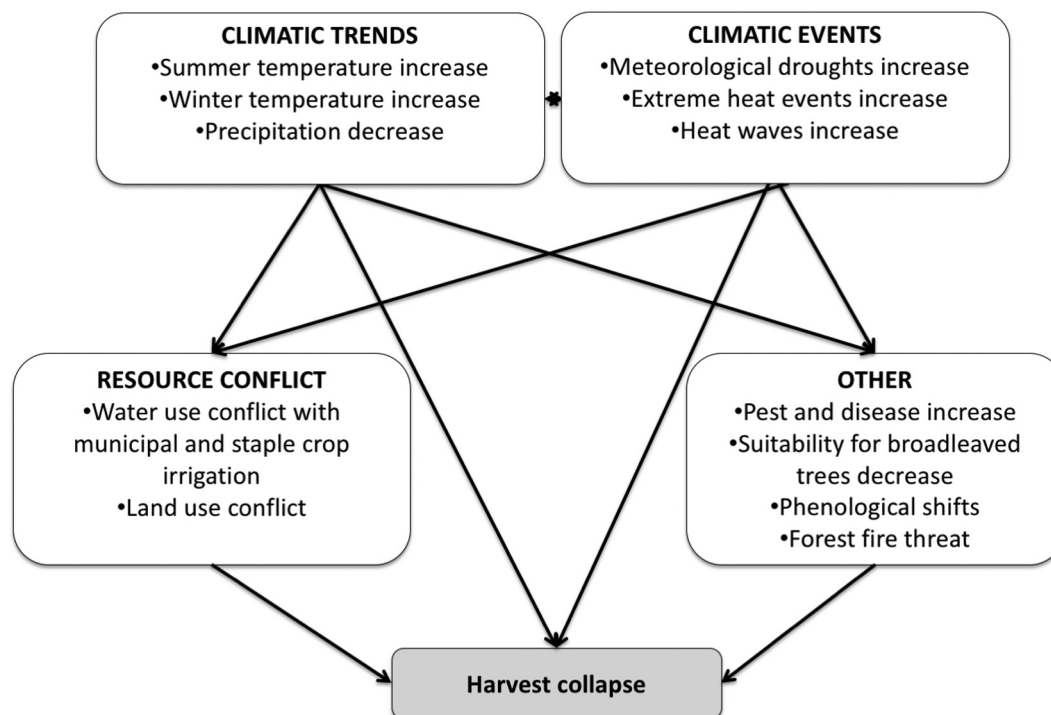 CLIMATIC TRENDS
•Summer temperature increase
•Winter temperature increase
•Precipitation decrease
CLIMATIC EVENTS
•Meteorological droughts increase
•Extreme heat events increase
•Heat waves increase
RESOURCE CONFLICT
•Water use conflict with
municipal and staple crop
irrigation
•Land use conflict
OTHER
•Pest and disease increase
•Suitability for broadleaved
trees decrease
•Phenological shifts
•Forest fire threat
Harvest collapse